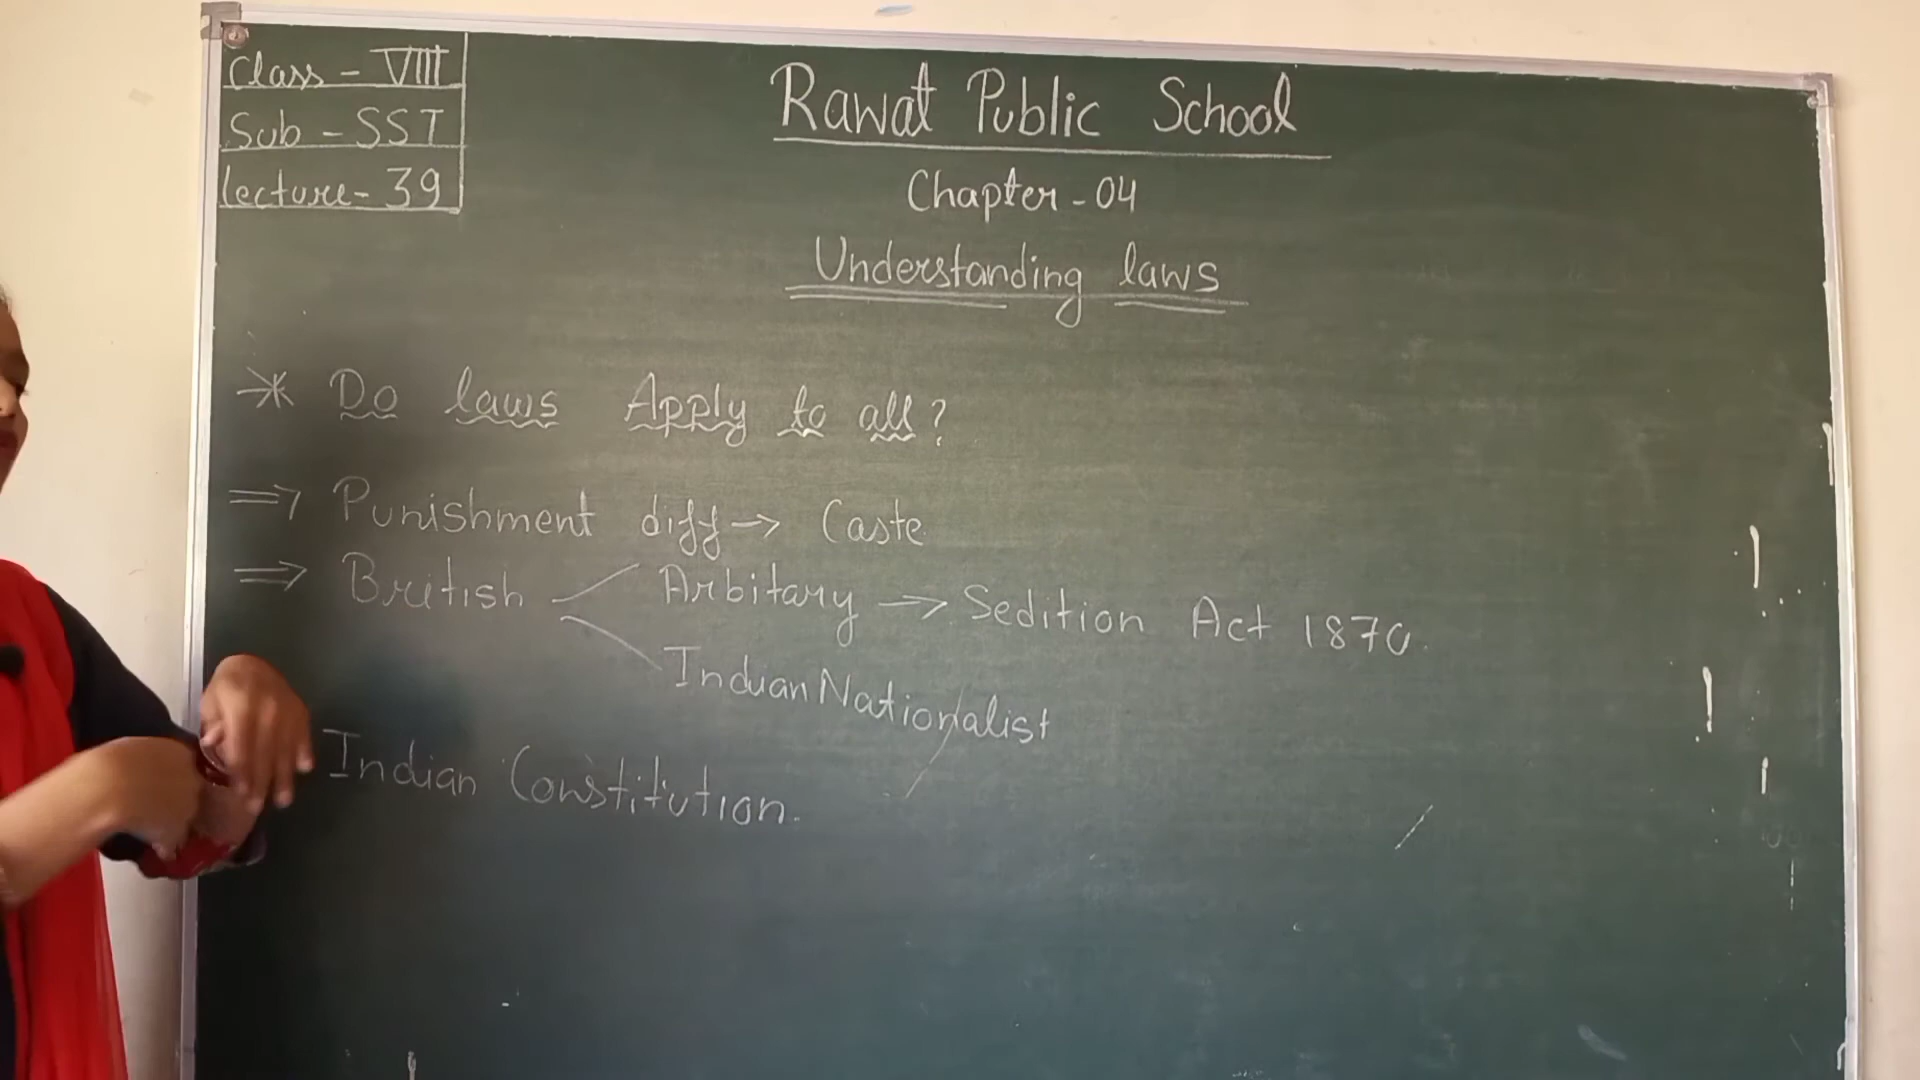 Class - VIII
Sub - SST
Lecture - 39
Rawat Public School
Chapter - 04
Understanding laws
* Do laws Apply to all?
⇒ Punishment diff → Caste
⇒ British Arbitary → Sedition Act 1870.
Indian Nationalist
Indian Constitution.